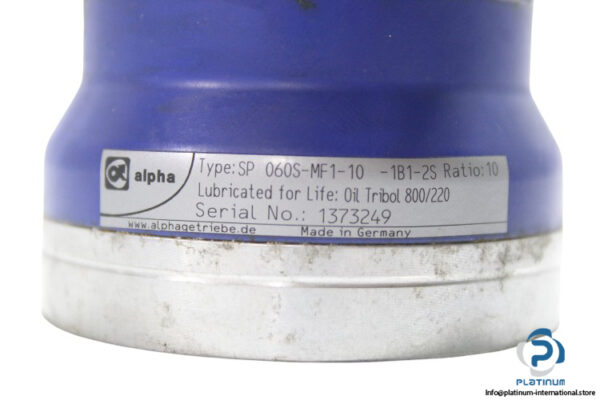 alpha
Type: SP 060S-MF1-10 -1B1-2S Ratio: 10
Lubricated for Life: Oil Tribol 800/220
Serial No.: 1373249
www.alphagetriebe.de Made in Germany
PLATINUM
Info@platinum-international.store